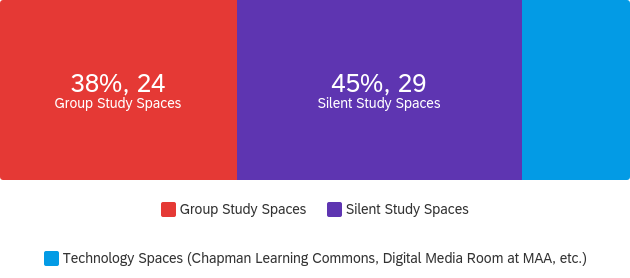 38%, 24
Group Study Spaces
45%, 29
Silent Study Spaces
Group Study Spaces
Silent Study Spaces
Technology Spaces (Chapman Learning Commons, Digital Media Room at MAA, etc.)